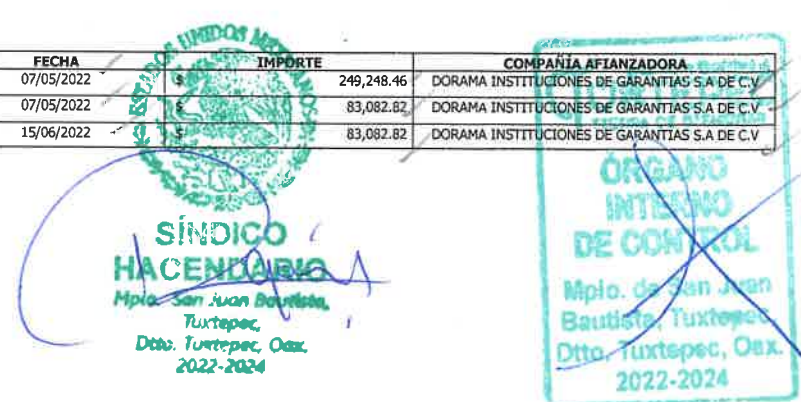 ESTADOS UNIDOS MEXICANOS
FECHA IMPORTE COMPAÑÍA AFIANZADORA
07/05/2022 $ 249,248.46 DORAMA INSTITUCIONES DE GARANTIAS S.A DE C.V
07/05/2022 $ 83,082.82 DORAMA INSTITUCIONES DE GARANTIAS S.A DE C.V
15/06/2022 $ 83,082.82 DORAMA INSTITUCIONES DE GARANTIAS S.A DE C.V
SÍNDICO
HACENDARIO
Mpio. San Juan Bautista,
Tuxtepec,
Dtto. Tuxtepec, Oax.
2022-2024
ÓRGANO
INTERNO
DE CONTROL
Mpio. de San Juan
Bautista, Tuxtepec,
Dtto. Tuxtepec, Oax.
2022-2024